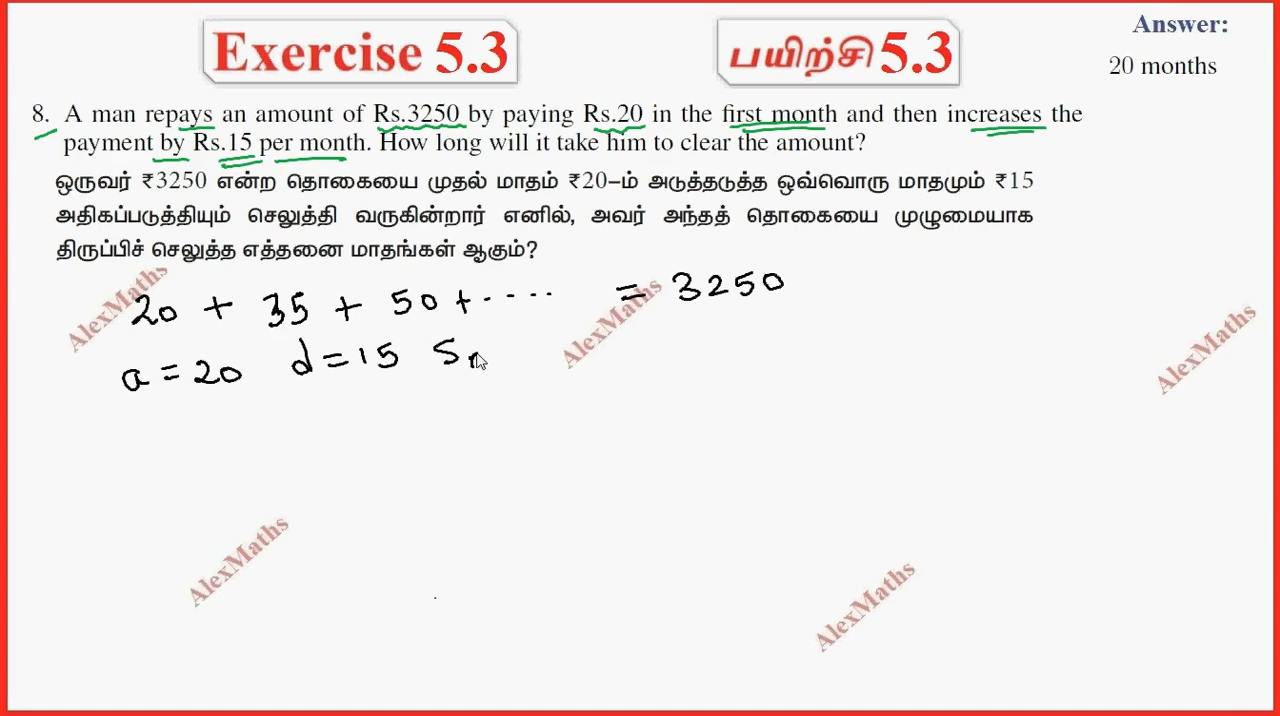 Exercise 5.3
பயிற்சி 5.3
Answer:
20 months
8. A man repays an amount of Rs.3250 by paying Rs.20 in the first month and then increases the
payment by Rs.15 per month. How long will it take him to clear the amount?
ஒருவர் ₹3250 என்ற தொகையை முதல் மாதம் ₹20-ம் அடுத்தடுத்த ஒவ்வொரு மாதமும் ₹15
அதிகப்படுத்தியும் செலுத்தி வருகின்றார் எனில், அவர் அந்தத் தொகையை முழுமையாக
திருப்பிச் செலுத்த எத்தனை மாதங்கள் ஆகும்?
20 + 35 + 50 + ···· = 3250
a = 20 d = 15 Sn
AlexMaths
AlexMaths
AlexMaths
AlexMaths
AlexMaths